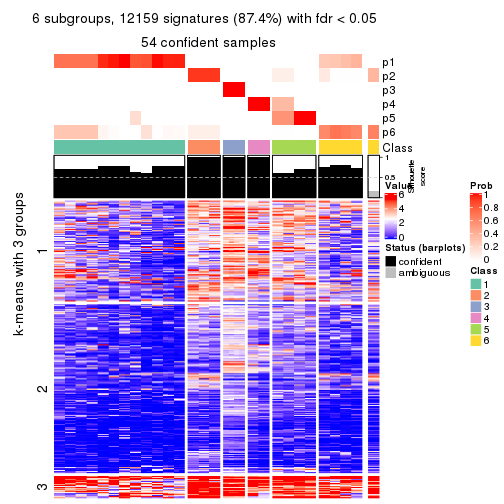 6 subgroups, 12159 signatures (87.4%) with fdr < 0.05
54 confident samples
p1
p2
p3
p4
p5
p6
Class
1
0.5
0
Silhouette
score
k-means with 3 groups
1
2
3
Value
6
4
2
0
Status (barplots)
confident
ambiguous
Prob
1
0.8
0.6
0.4
0.2
0
Class
1
2
3
4
5
6